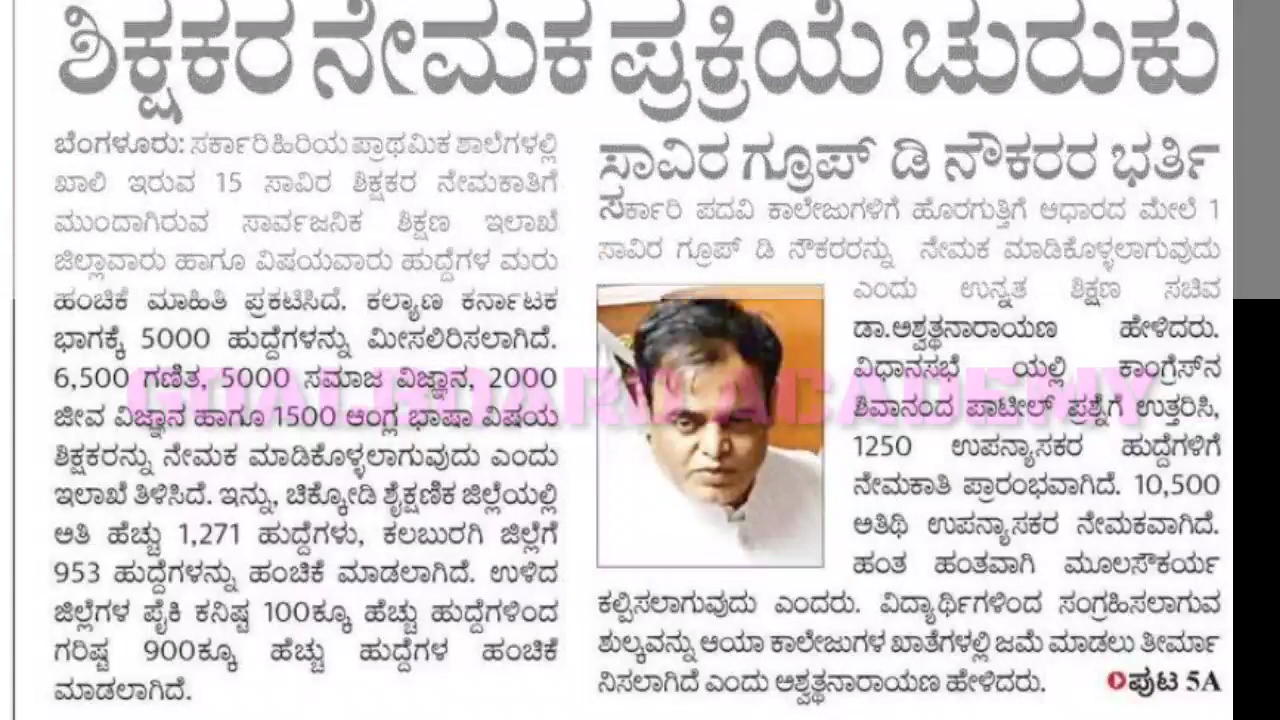 ಶಿಕ್ಷಕರ ನೇಮಕ ಪ್ರಕ್ರಿಯೆ ಚುರುಕು
ಬೆಂಗಳೂರು: ಸರ್ಕಾರಿ ಹಿರಿಯ ಪ್ರಾಥಮಿಕ ಶಾಲೆಗಳಲ್ಲಿ
ಖಾಲಿ ಇರುವ 15 ಸಾವಿರ ಶಿಕ್ಷಕರ ನೇಮಕಾತಿಗೆ
ಮುಂದಾಗಿರುವ ಸಾರ್ವಜನಿಕ ಶಿಕ್ಷಣ ಇಲಾಖೆ
ಜಿಲ್ಲಾವಾರು ಹಾಗೂ ವಿಷಯವಾರು ಹುದ್ದೆಗಳ ಮರು
ಹಂಚಿಕೆ ಮಾಹಿತಿ ಪ್ರಕಟಿಸಿದೆ. ಕಲ್ಯಾಣ ಕರ್ನಾಟಕ
ಭಾಗಕ್ಕೆ 5000 ಹುದ್ದೆಗಳನ್ನು ಮೀಸಲಿರಿಸಲಾಗಿದೆ.
6,500 ಗಣಿತ, 5000 ಸಮಾಜ ವಿಜ್ಞಾನ, 2000
ಜೀವ ವಿಜ್ಞಾನ ಹಾಗೂ 1500 ಆಂಗ್ಲ ಭಾಷಾ ವಿಷಯ
ಶಿಕ್ಷಕರನ್ನು ನೇಮಕ ಮಾಡಿಕೊಳ್ಳಲಾಗುವುದು ಎಂದು
ಇಲಾಖೆ ತಿಳಿಸಿದೆ. ಇನ್ನು, ಚಿಕ್ಕೋಡಿ ಶೈಕ್ಷಣಿಕ ಜಿಲ್ಲೆಯಲ್ಲಿ
ಅತಿ ಹೆಚ್ಚು 1,271 ಹುದ್ದೆಗಳು, ಕಲಬುರಗಿ ಜಿಲ್ಲೆಗೆ
953 ಹುದ್ದೆಗಳನ್ನು ಹಂಚಿಕೆ ಮಾಡಲಾಗಿದೆ. ಉಳಿದ
ಜಿಲ್ಲೆಗಳ ಪೈಕಿ ಕನಿಷ್ಟ 100ಕ್ಕೂ ಹೆಚ್ಚು ಹುದ್ದೆಗಳಿಂದ
ಗರಿಷ್ಟ 900ಕ್ಕೂ ಹೆಚ್ಚು ಹುದ್ದೆಗಳ ಹಂಚಿಕೆ
ಮಾಡಲಾಗಿದೆ.
ಸಾವಿರ ಗ್ರೂಪ್ ಡಿ ನೌಕರರ ಭರ್ತಿ
ಸರ್ಕಾರಿ ಪದವಿ ಕಾಲೇಜುಗಳಿಗೆ ಹೊರಗುತ್ತಿಗೆ ಆಧಾರದ ಮೇಲೆ 1
ಸಾವಿರ ಗ್ರೂಪ್ ಡಿ ನೌಕರರನ್ನು ನೇಮಕ ಮಾಡಿಕೊಳ್ಳಲಾಗುವುದು
ಎಂದು ಉನ್ನತ ಶಿಕ್ಷಣ ಸಚಿವ
ಡಾ.ಅಶ್ವತ್ಥನಾರಾಯಣ ಹೇಳಿದರು.
ವಿಧಾನಸಭೆ ಯಲ್ಲಿ ಕಾಂಗ್ರೆಸ್‌ನ
ಶಿವಾನಂದ ಪಾಟೀಲ್ ಪ್ರಶ್ನೆಗೆ ಉತ್ತರಿಸಿ,
1250 ಉಪನ್ಯಾಸಕರ ಹುದ್ದೆಗಳಿಗೆ
ನೇಮಕಾತಿ ಪ್ರಾರಂಭವಾಗಿದೆ. 10,500
ಅತಿಥಿ ಉಪನ್ಯಾಸಕರ ನೇಮಕವಾಗಿದೆ.
ಹಂತ ಹಂತವಾಗಿ ಮೂಲಸೌಕರ್ಯ
ಕಲ್ಪಿಸಲಾಗುವುದು ಎಂದರು. ವಿದ್ಯಾರ್ಥಿಗಳಿಂದ ಸಂಗ್ರಹಿಸಲಾಗುವ
ಶುಲ್ಕವನ್ನು ಆಯಾ ಕಾಲೇಜುಗಳ ಖಾತೆಗಳಲ್ಲಿ ಜಮೆ ಮಾಡಲು ತೀರ್ಮಾ
ನಿಸಲಾಗಿದೆ ಎಂದು ಅಶ್ವತ್ಥನಾರಾಯಣ ಹೇಳಿದರು. ಪುಟ 5A
GOALBOARD ACADEMY